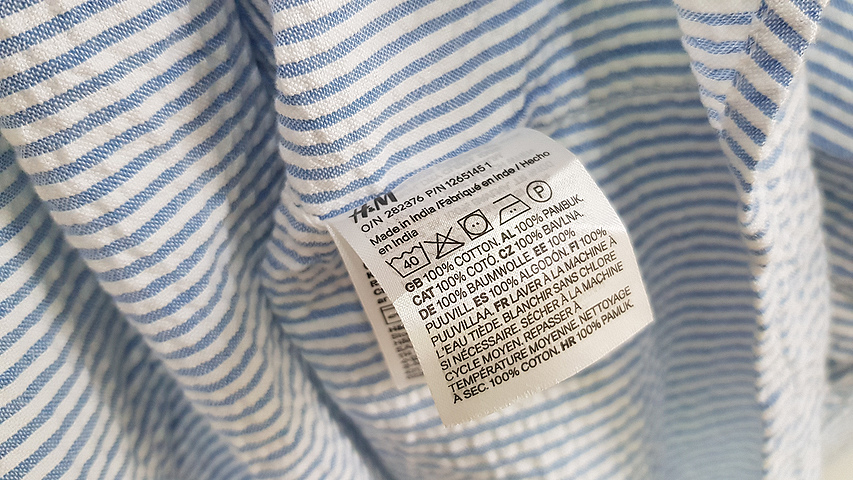 H&M
O/N 282376 P/N 1265145 1
Made in India /Fabriqué en Inde / Hecho
en India
40 P
GB 100% COTTON. AL 100% PAMBUK.
CAT 100% COTÓ. CZ 100% BAVLNA.
DE 100% BAUMWOLLE EE 100%
PUUVILL. ES 100% ALGODÓN. FI 100%
PUUVILLAA. FR LAVER À LA MACHINE À
L'EAU TIÈDE. BLANCHIR SANS CHLORE
SI NÉCESSAIRE. SÉCHER À LA MACHINE
CYCLE MOYEN. REPASSER À
TEMPÉRATURE MOYENNE. NETTOYAGE
À SEC. 100% COTON. HR 100% PAMUK.